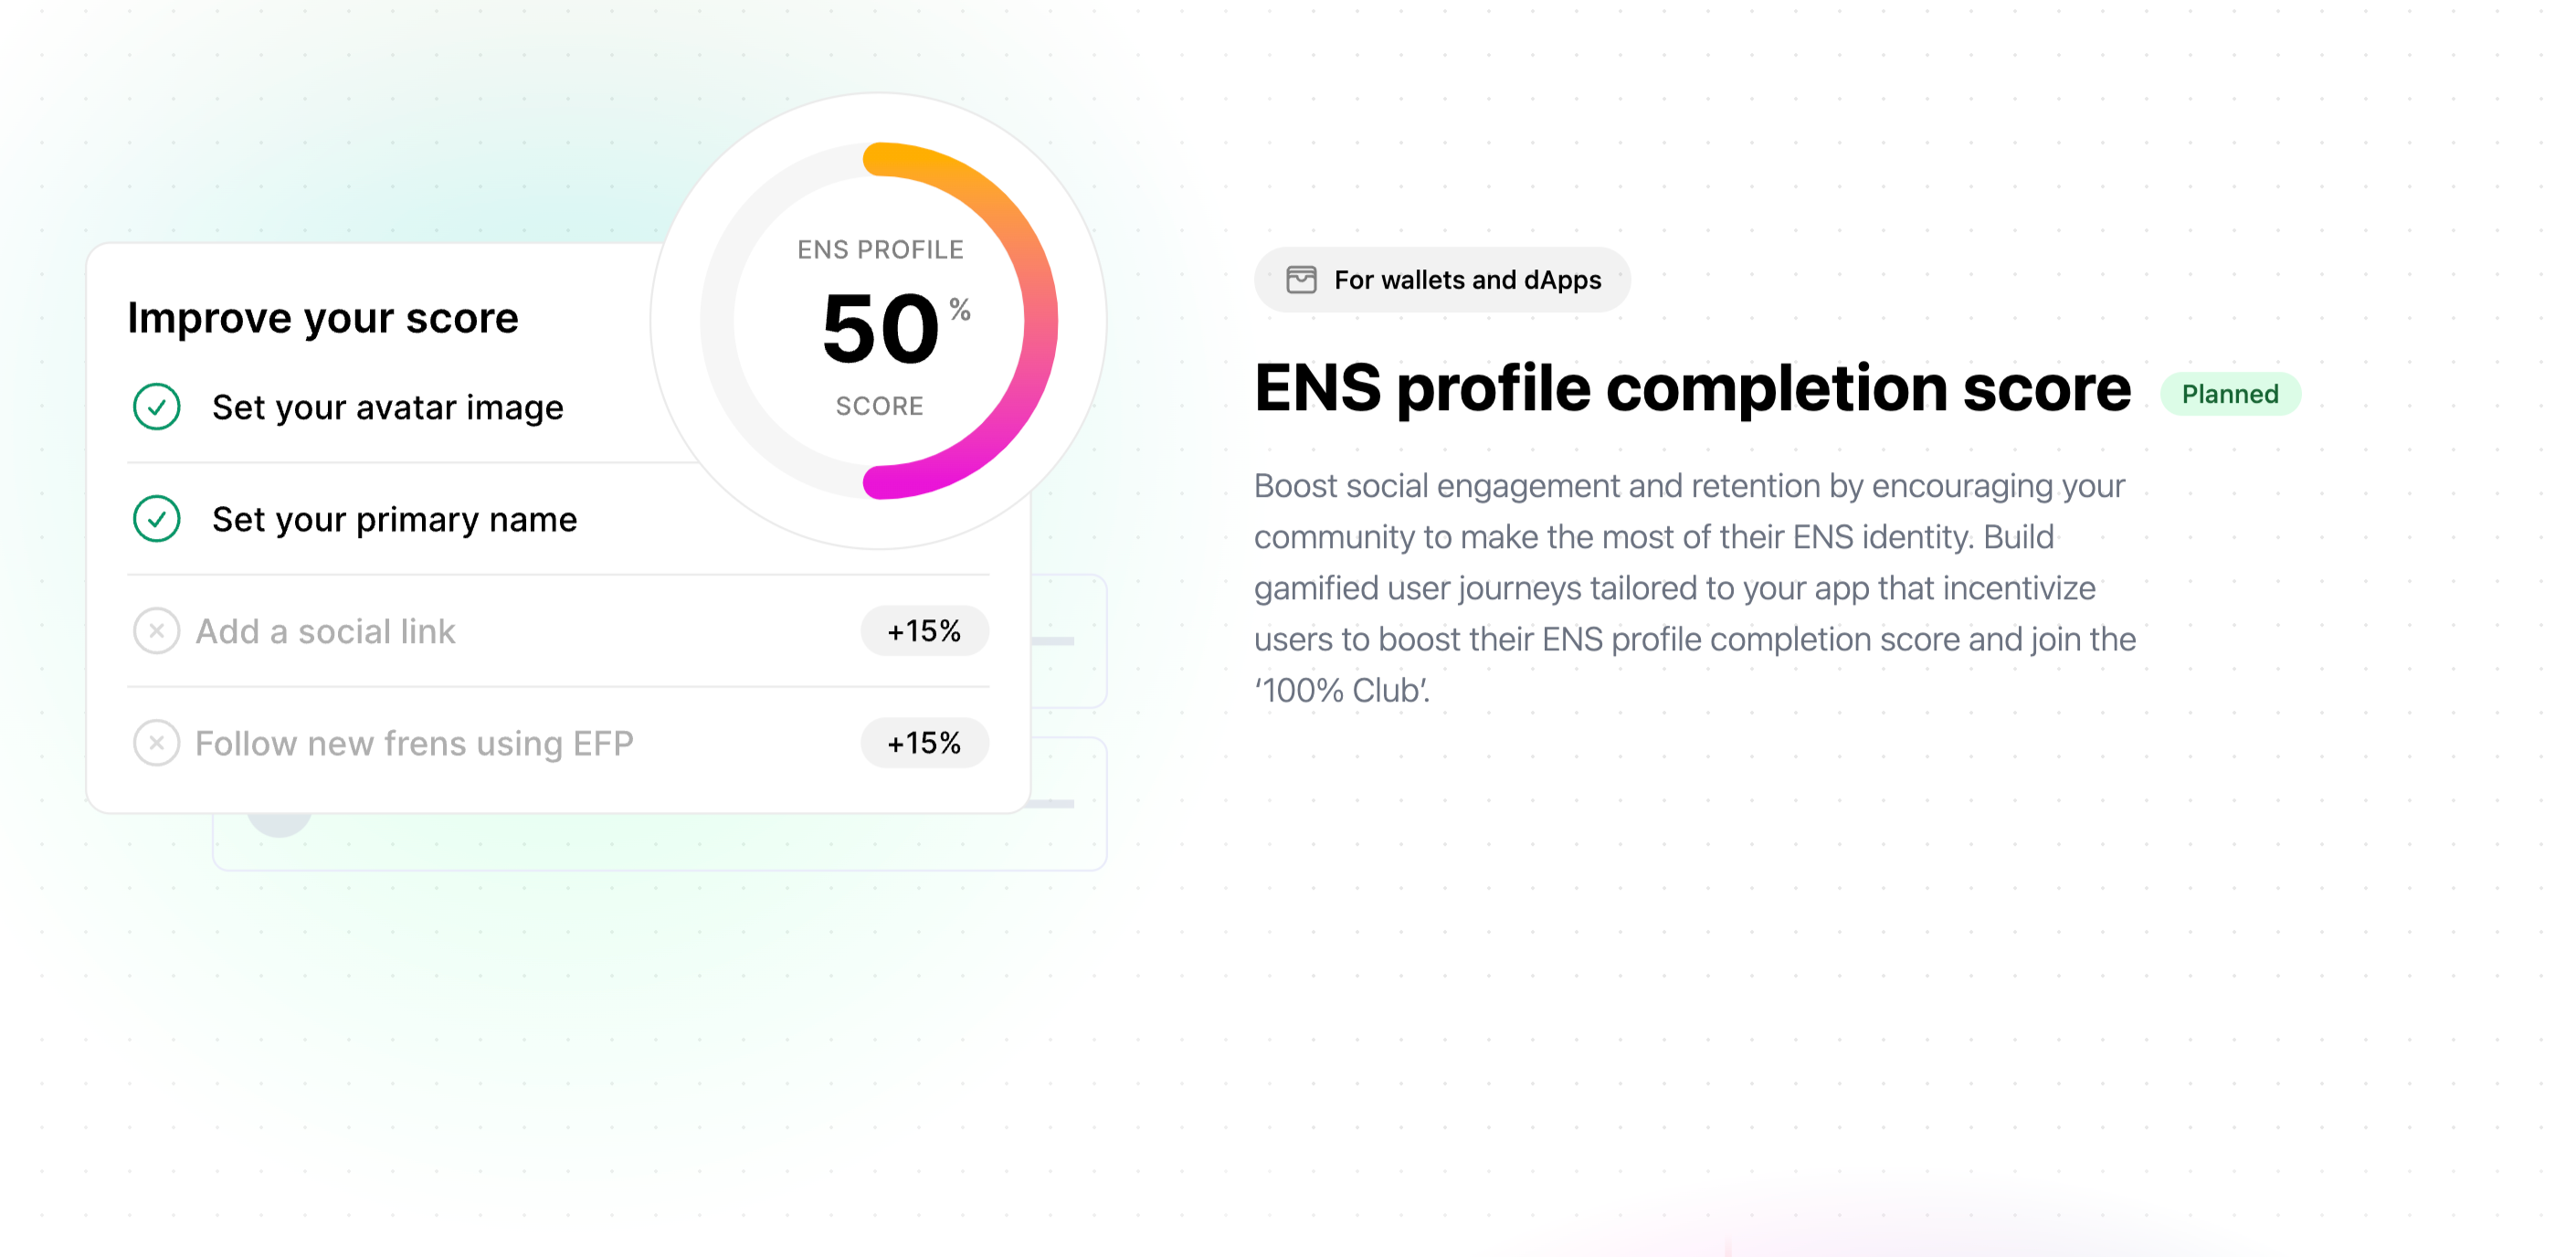 Improve your score
Set your avatar image
Set your primary name
Add a social link
+15%
Follow new frens using EFP
+15%
ENS PROFILE
50%
SCORE
For wallets and dApps
ENS profile completion score
Planned
Boost social engagement and retention by encouraging your
community to make the most of their ENS identity. Build
gamified user journeys tailored to your app that incentivize
users to boost their ENS profile completion score and join the
‘100% Club’.